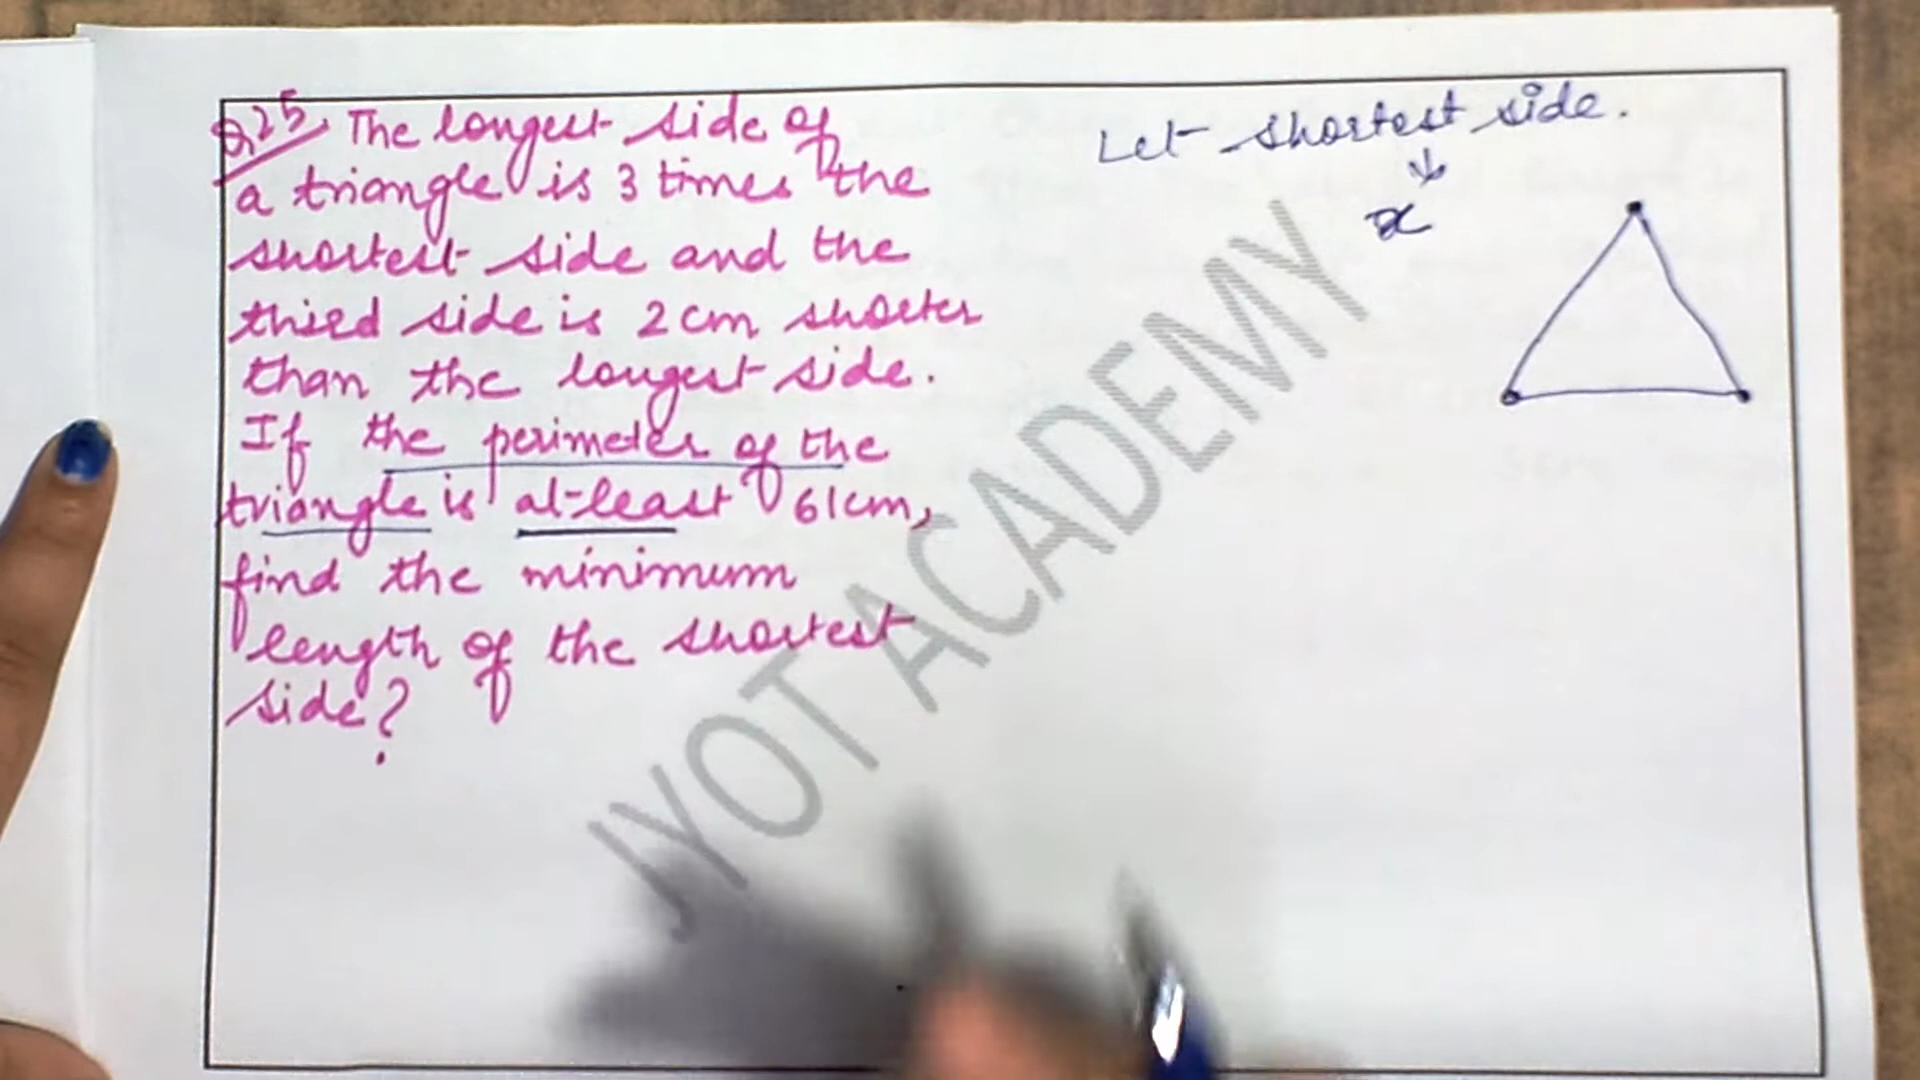 Q25. The longest side of
a triangle is 3 times the
shortest side and the
third side is 2 cm shorter
than the longest side.
If the perimeter of the
triangle is at-least 61cm,
find the minimum
length of the shortest
side?
Let shortest side.
x
JYOT ACADEMY